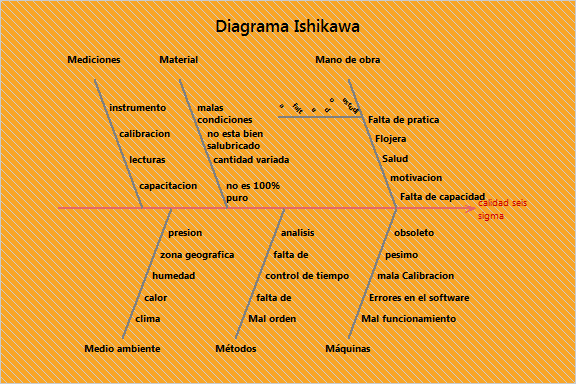 Diagrama Ishikawa
Mediciones
Material
Mano de obra
instrumento
calibracion
lecturas
capacitacion
malas
condiciones
no esta bien
salubricado
cantidad variada
no es 100%
puro
Falta de pratica
Flojera
Salud
motivacion
Falta de capacidad
calidad seis
sigma
presion
zona geografica
humedad
calor
clima
analisis
falta de
control de tiempo
falta de
Mal orden
obsoleto
pesimo
mala Calibracion
Errores en el software
Mal funcionamiento
Medio ambiente
Métodos
Máquinas